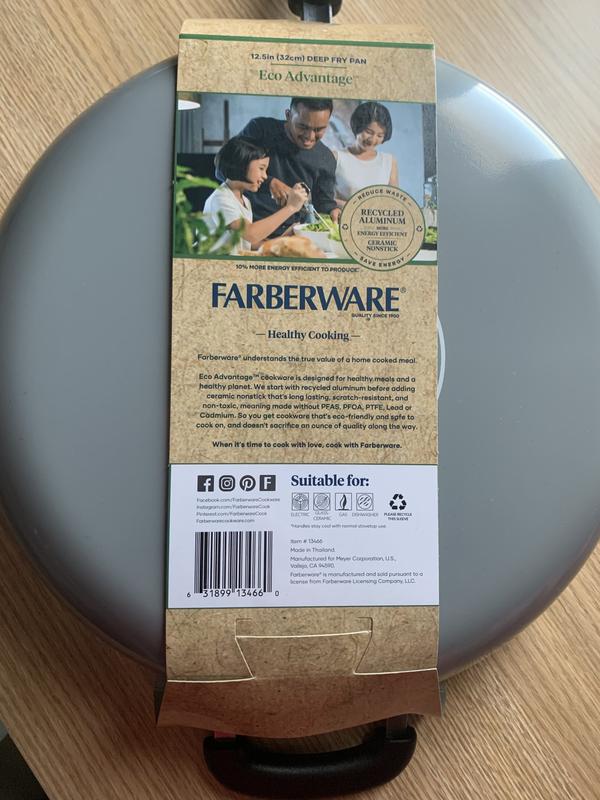 12.5in (32cm) DEEP FRY PAN
Eco Advantage™
REDUCE WASTE
RECYCLED
ALUMINUM
MORE
ENERGY EFFICIENT
CERAMIC
NONSTICK
SAVE ENERGY
10% MORE ENERGY EFFICIENT TO PRODUCE.
FARBERWARE®
QUALITY SINCE 1900
— Healthy Cooking —
Farberware® understands the true value of a home cooked meal.
Eco Advantage™ cookware is designed for healthy meals and a
healthy planet. We start with recycled aluminum before adding
ceramic nonstick that's long lasting, scratch-resistant, and
non-toxic, meaning made without PFAS, PFOA, PTFE, Lead or
Cadmium. So you get cookware that's eco-friendly and safe to
cook on, and doesn't sacrifice an ounce of quality along the way.
When it's time to cook with love, cook with Farberware.
Facebook.com/FarberwareCookware
Instagram.com/FarberwareCook
Pinterest.com/FarberwareCook
Farberwarecookware.com
6 31899 13466 0
Suitable for:
ELECTRIC GLASS-CERAMIC GAS DISHWASHER
PLEASE RECYCLE
THIS SLEEVE
*Handles stay cool with normal stovetop use.
Item # 13466
Made in Thailand.
Manufactured for Meyer Corporation, U.S.,
Vallejo, CA 94590.
Farberware® is manufactured and sold pursuant to a
license from Farberware Licensing Company, LLC.